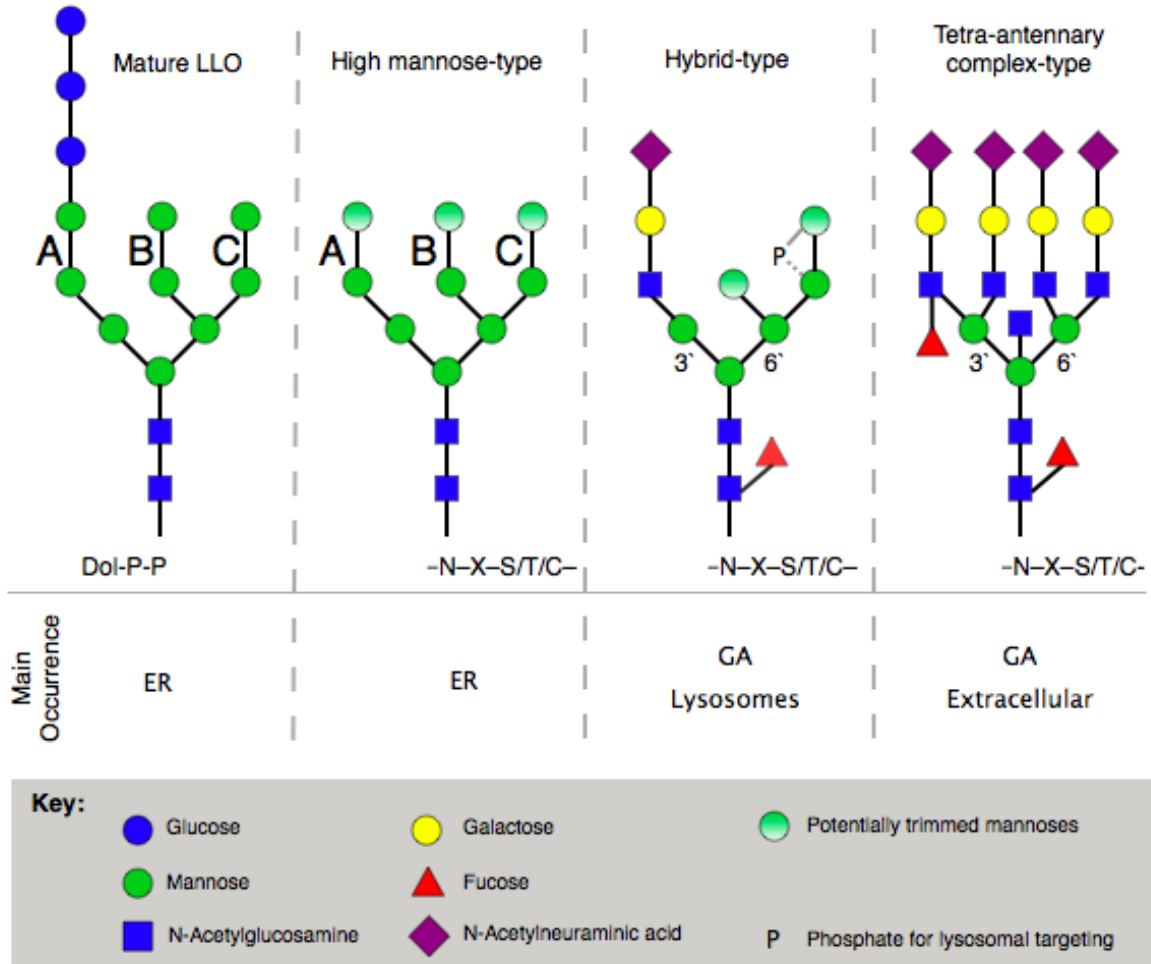 Mature LLO
High mannose-type
Hybrid-type
Tetra-antennary
complex-type
A
B
C
A
B
C
P
3`
6`
3`
6`
Dol-P-P
–N–X–S/T/C–
–N–X–S/T/C–
–N–X–S/T/C-
Main
Occurrence
ER
ER
GA
Lysosomes
GA
Extracellular
Key:
Glucose
Galactose
Potentially trimmed mannoses
Mannose
Fucose
N-Acetylglucosamine
N-Acetylneuraminic acid
P
Phosphate for lysosomal targeting